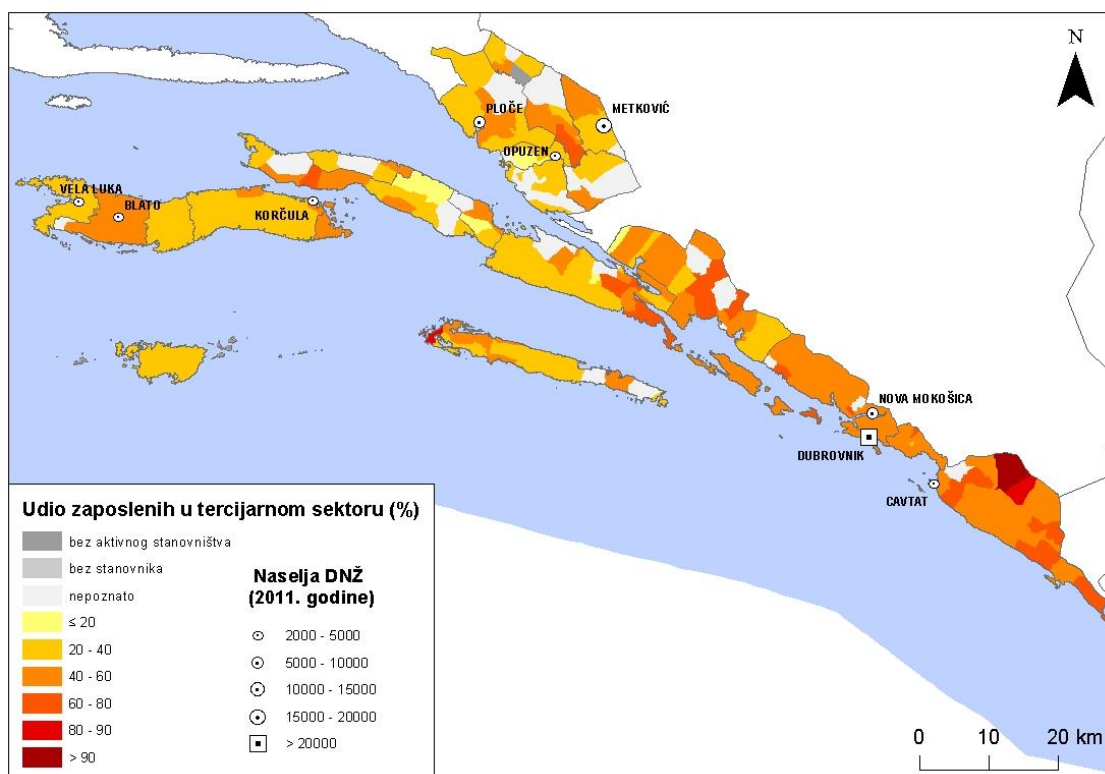 N
PLOČE
METKOVIĆ
OPUZEN
VELA LUKA
BLATO
KORČULA
NOVA MOKOŠICA
DUBROVNIK
CAVTAT
Udio zaposlenih u tercijarnom sektoru (%)
bez aktivnog stanovništva
bez stanovnika
nepoznato
≤ 20
20 - 40
40 - 60
60 - 80
80 - 90
> 90
Naselja DNŽ
(2011. godine)
2000 - 5000
5000 - 10000
10000 - 15000
15000 - 20000
> 20000
0 10 20 km